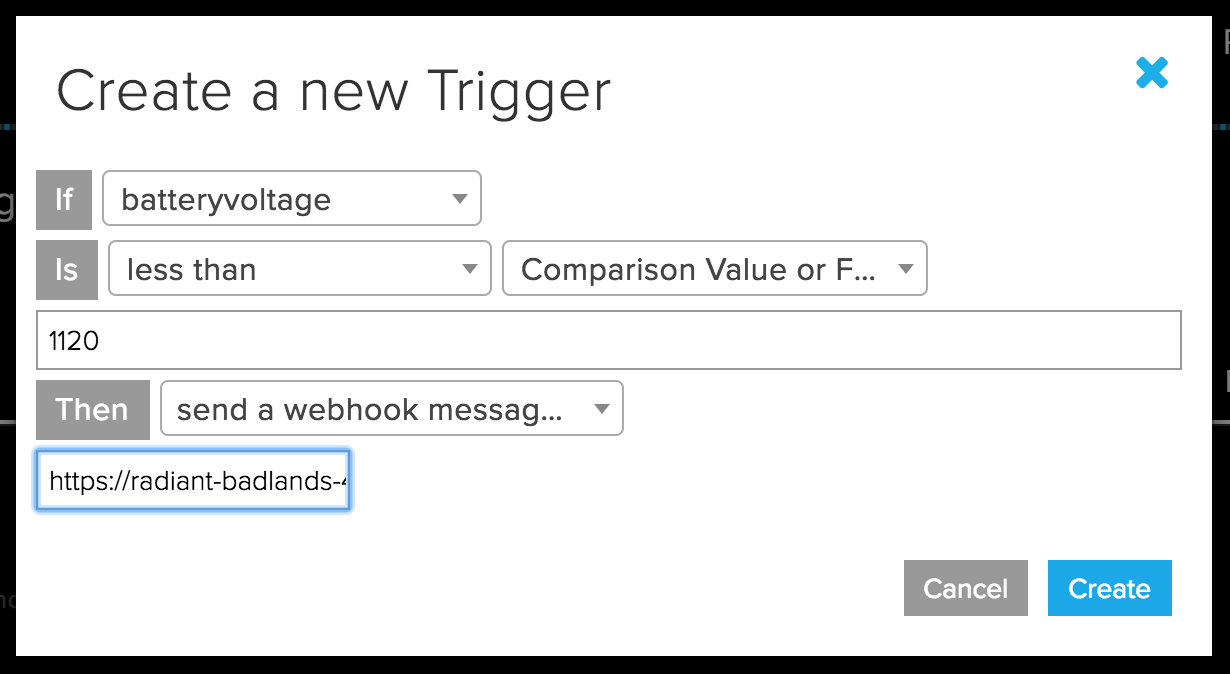 Create a new Trigger
If batteryvoltage
Is less than Comparison Value or F...
1120
Then send a webhook messag...
https://radiant-badlands-
Cancel Create